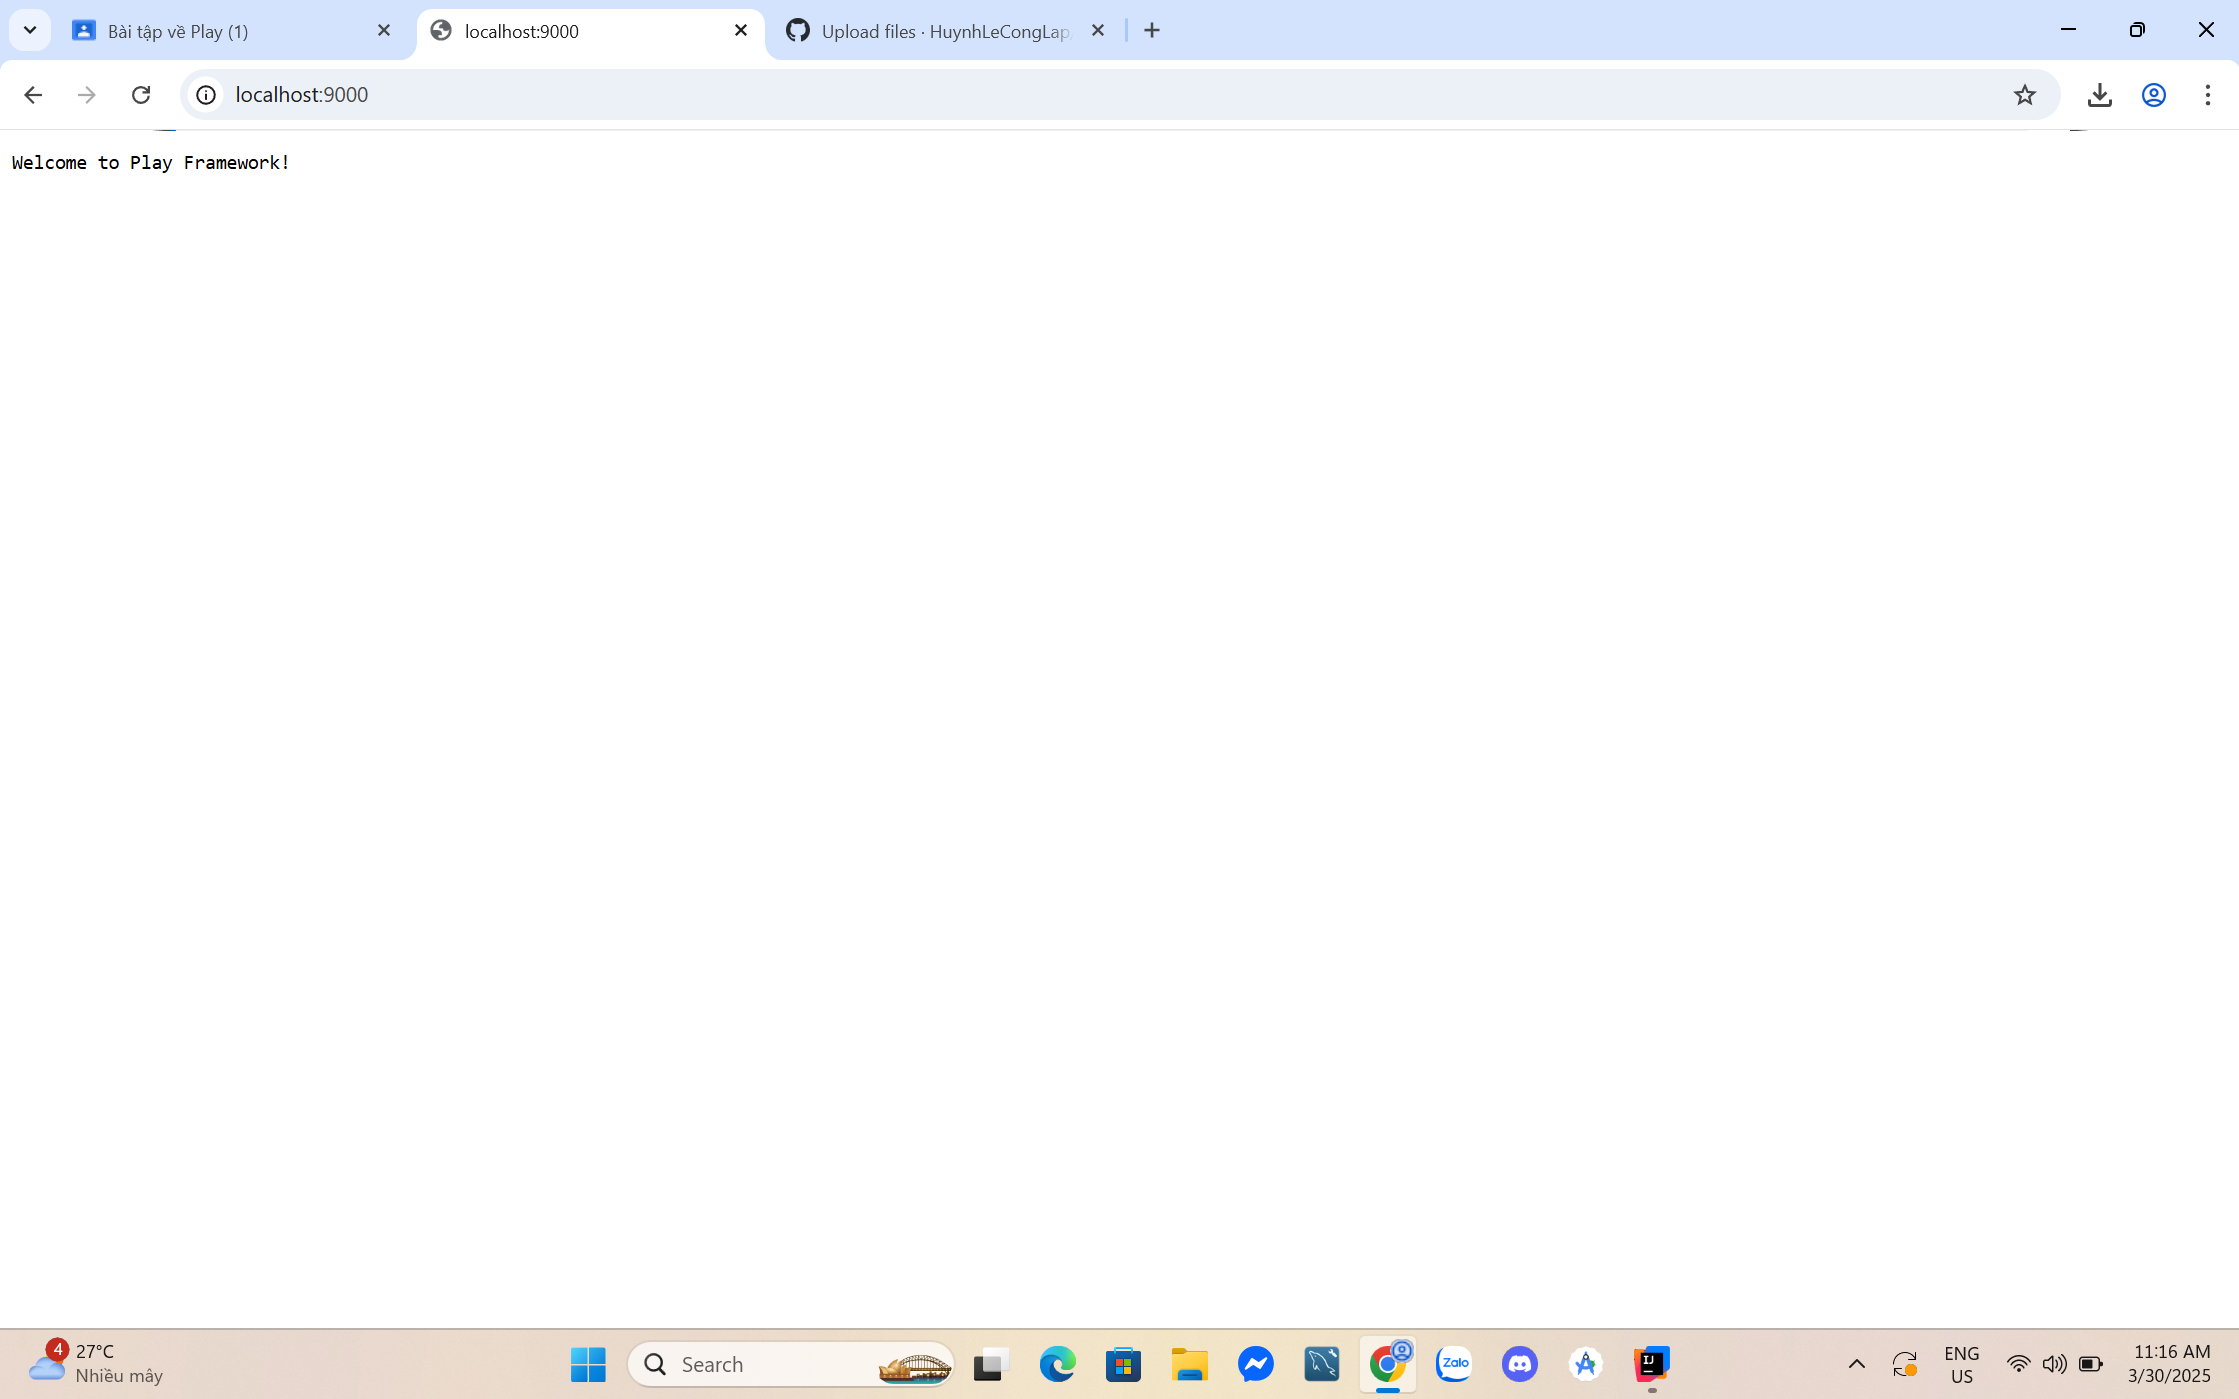 Bài tập về Play (1)
localhost:9000
Upload files · HuynhLeCongLap
localhost:9000
Welcome to Play Framework!
4
27°C
Nhiều mây
Search
Zalo
IJ
ENG
US
11:16 AM
3/30/2025